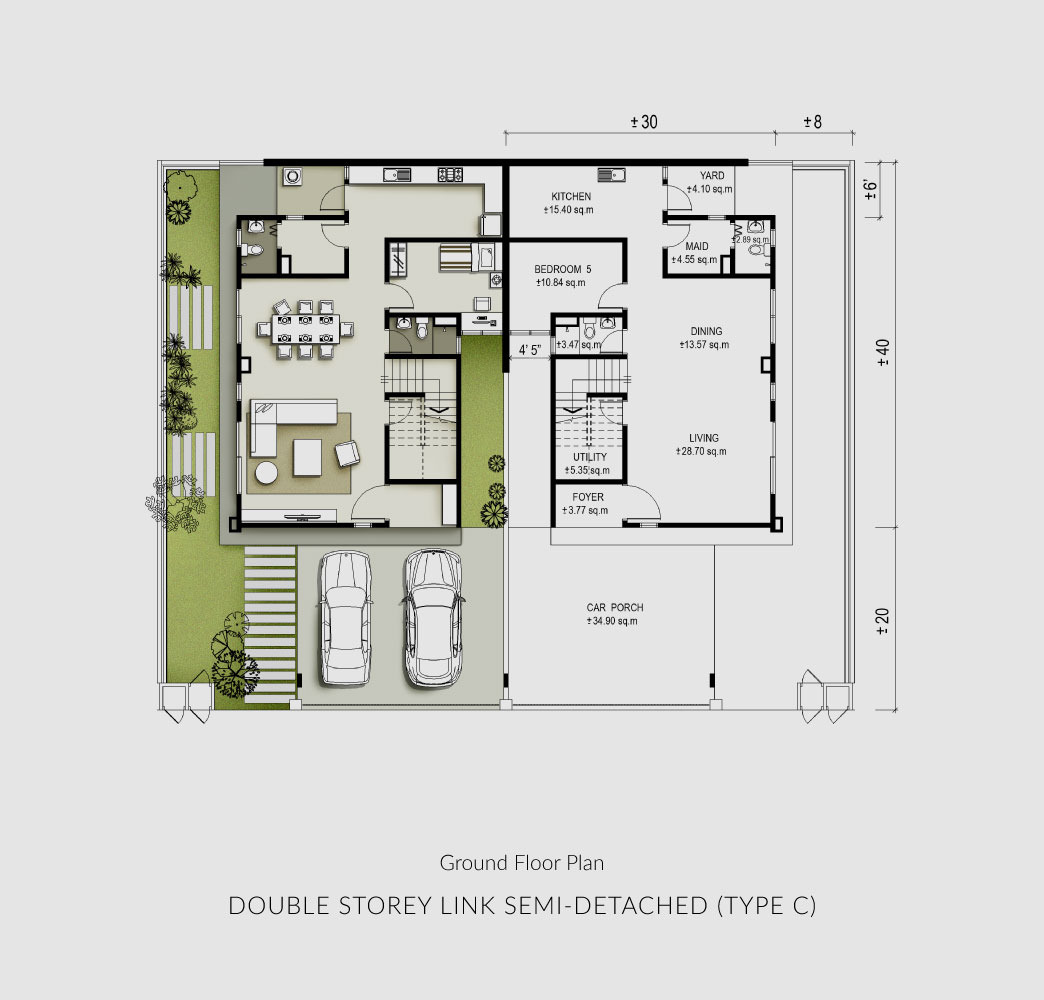 ±30
±8
±6'
YARD
±4.10 sq.m
KITCHEN
±15.40 sq.m
MAID
±4.55 sq.m
±2.89 sq.m
BEDROOM 5
±10.84 sq.m
4' 5"
±3.47 sq.m
DINING
±13.57 sq.m
±40
LIVING
±28.70 sq.m
UTILITY
±5.35 sq.m
FOYER
±3.77 sq.m
CAR PORCH
±34.90 sq.m
±20
Ground Floor Plan
DOUBLE STOREY LINK SEMI-DETACHED (TYPE C)